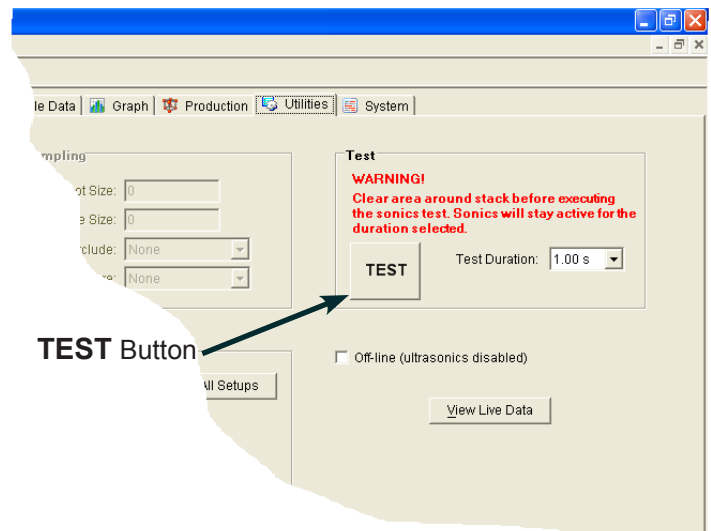 le Data Graph Production Utilities System
mpling
ot Size: 0
e Size: 0
clude: None
re: None
Test
WARNING!
Clear area around stack before executing
the sonics test. Sonics will stay active for the
duration selected.
TEST
Test Duration: 1.00 s
TEST Button
All Setups
Off-line (ultrasonics disabled)
View Live Data